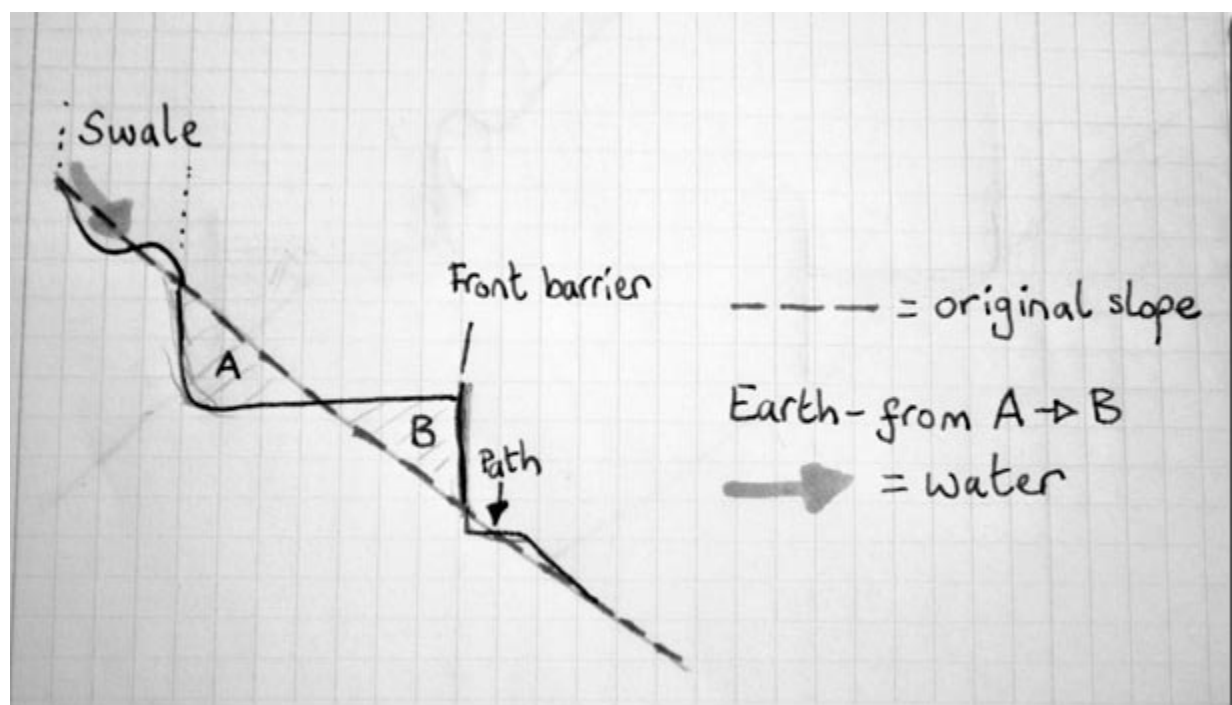 Swale
Front barrier
A
B
Path
= original slope
Earth - from A → B
= water